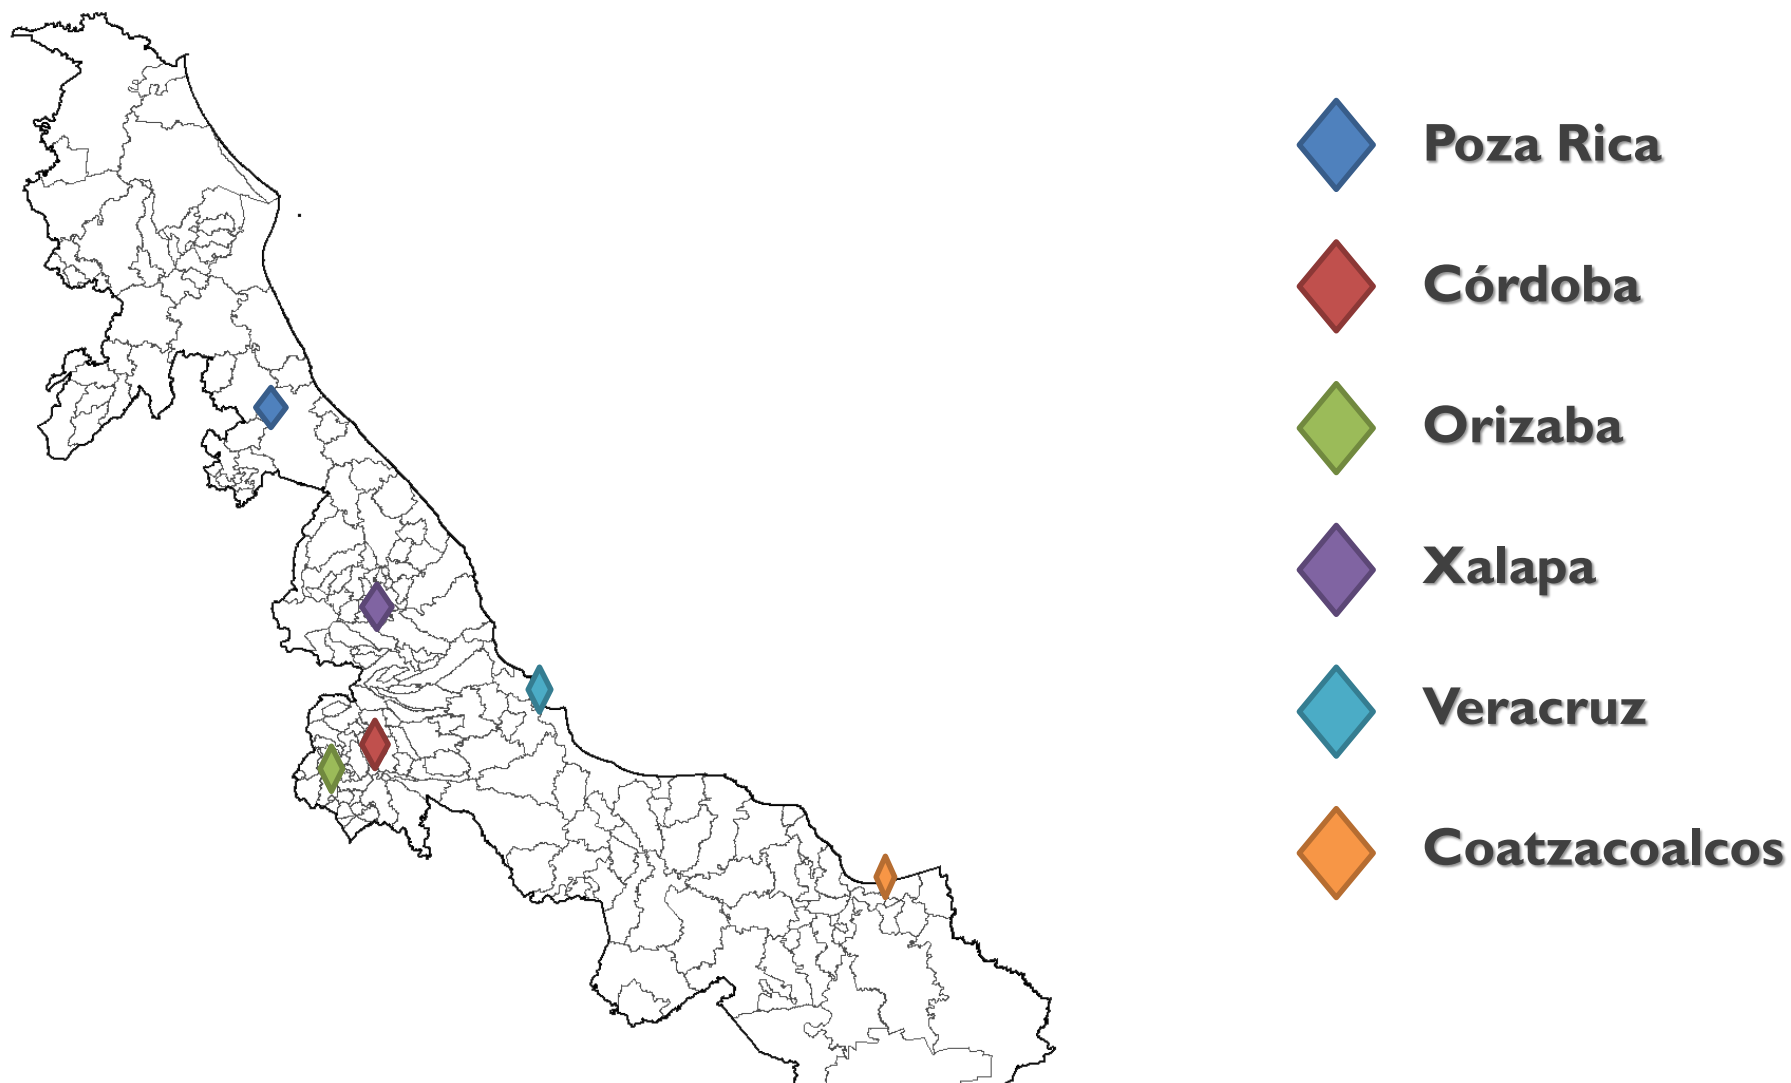 Poza Rica
Córdoba
Orizaba
Xalapa
Veracruz
Coatzacoalcos